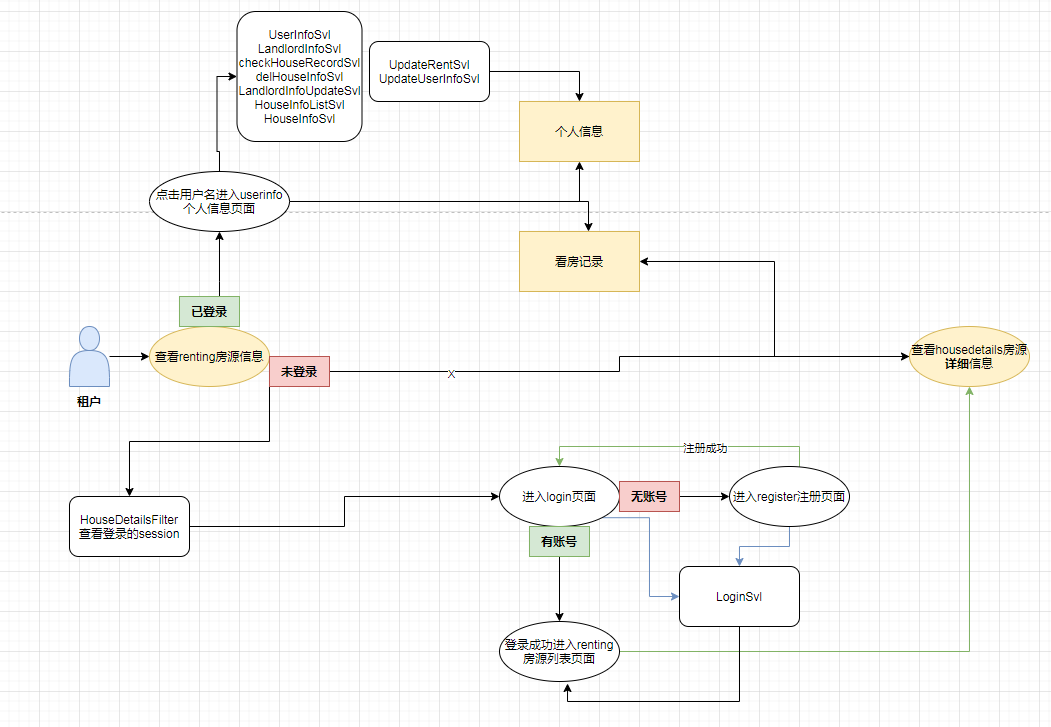 UserInfoSvl
LandlordInfoSvl
checkHouseRecordSvl
delHouseInfoSvl
LandlordInfoUpdateSvl
HouseInfoListSvl
HouseInfoSvl
UpdateRentSvl
UpdateUserInfoSvl
个人信息
点击用户名进入userinfo
个人信息页面
看房记录
已登录
查看renting房源信息
未登录
X
查看housedetails房源
详细信息
租户
注册成功
HouseDetailsFilter
查看登录的session
进入login页面
无账号
进入register注册页面
有账号
LoginSvl
登录成功进入renting
房源列表页面